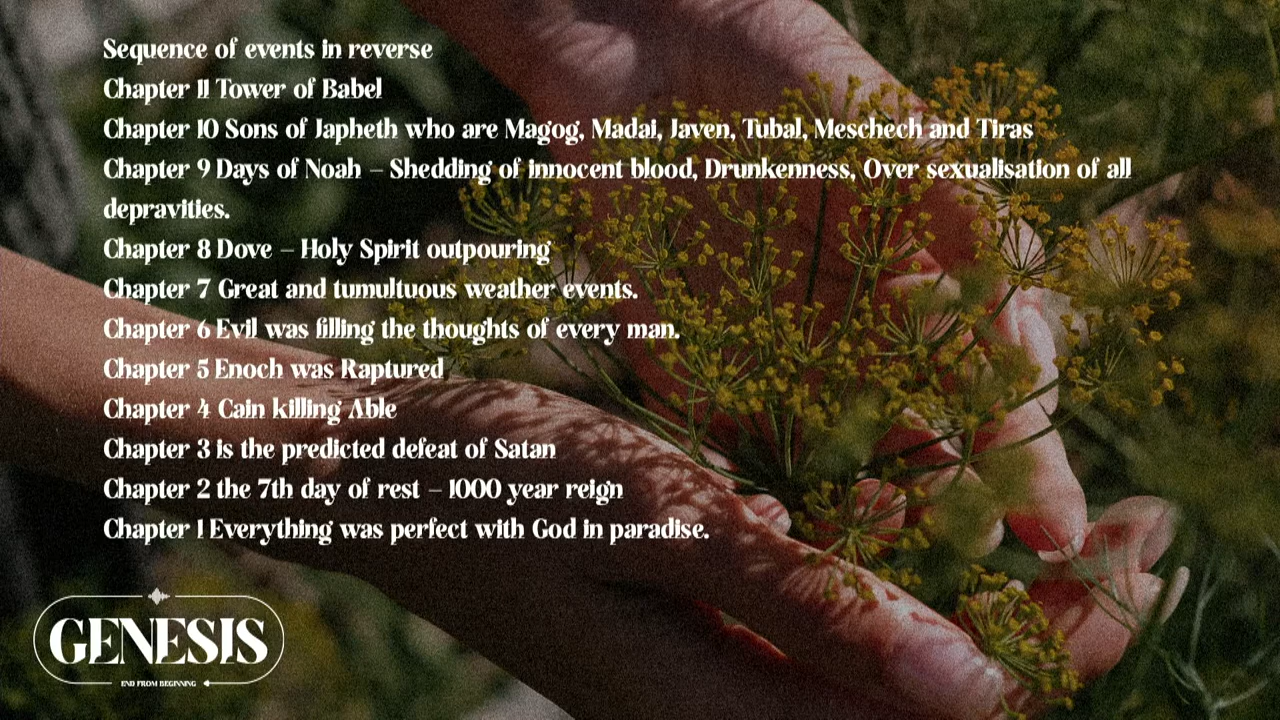 Sequence of events in reverse
Chapter 11 Tower of Babel
Chapter 10 Sons of Japheth who are Magog, Madai, Javen, Tubal, Meschech and Tiras
Chapter 9 Days of Noah – Shedding of innocent blood, Drunkenness, Over sexualisation of all
depravities.
Chapter 8 Dove – Holy Spirit outpouring
Chapter 7 Great and tumultuous weather events.
Chapter 6 Evil was filling the thoughts of every man.
Chapter 5 Enoch was Raptured
Chapter 4 Cain killing Able
Chapter 3 is the predicted defeat of Satan
Chapter 2 the 7th day of rest – 1000 year reign
Chapter 1 Everything was perfect with God in paradise.
GENESIS
END FROM BEGINNING